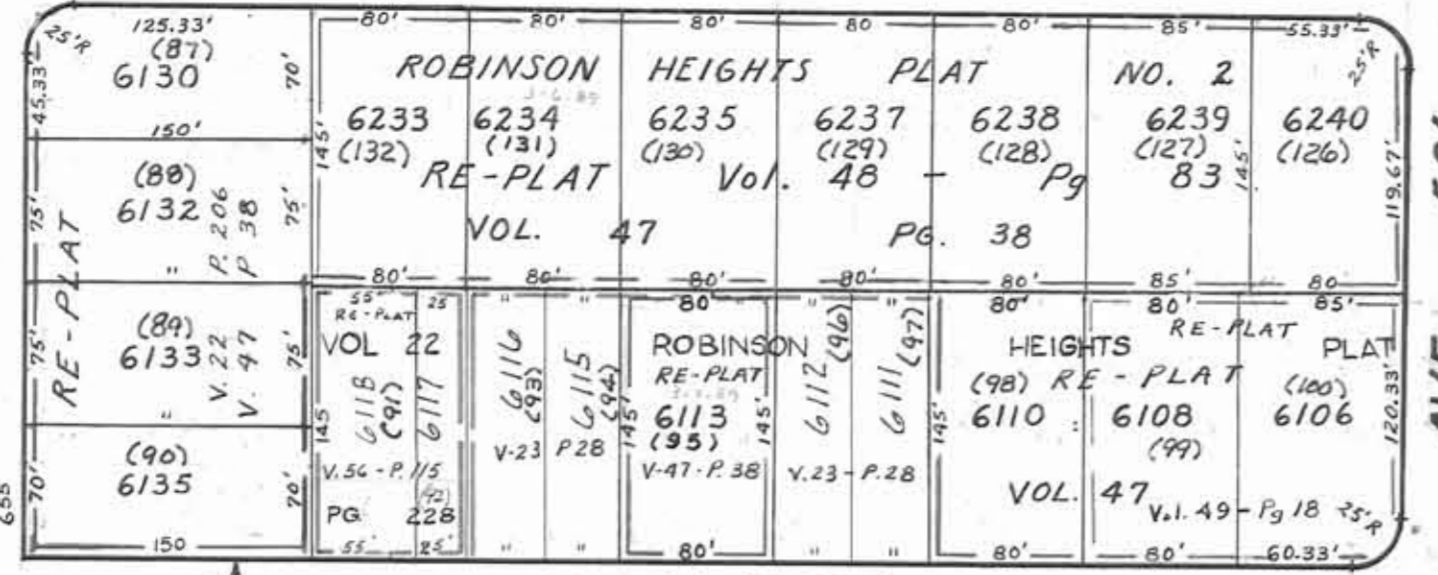 80' 80' 80' 80' 80' 85' 55.33'
25'R 125.33' 25'R
(87)
6130
45.33' 70'
150'
ROBINSON HEIGHTS PLAT NO. 2
6233 6234 6235 6237 6238 6239 6240
(132) (131) (130) (129) (128) (127) (126)
145' 145' 119.67'
RE-PLAT Vol. 48 - Pg 83
VOL. 47 PG. 38
80' 80' 80' 80' 80' 85' 80
(88)
6132
75' 75'
"
RE-PLAT
P. 206
P 38
(89)
6133
75' 75'
V. 22
V. 47
"
(90)
6135
70' 70'
150
655
55' 25
RE-PLAT
VOL 22
145
6118
(91)
6117
V.56-P.115
(92)
PG 228
55' 25'
" "
6116
(93)
6115
(94)
V-23 P28
" "
80'
ROBINSON
RE-PLAT
145' 145'
6113
(95)
V-47-P.38
80'
" "
6112
(96)
6111
(97)
V.23-P.28
" "
80' 80' 85'
RE-PLAT
HEIGHTS PLAT
RE-PLAT
(98) (100)
6110 6108 6106
(99)
145' 120.33'
VOL. 47
Vol. 49-Pg 18 25'R
80' 80' 60.33'